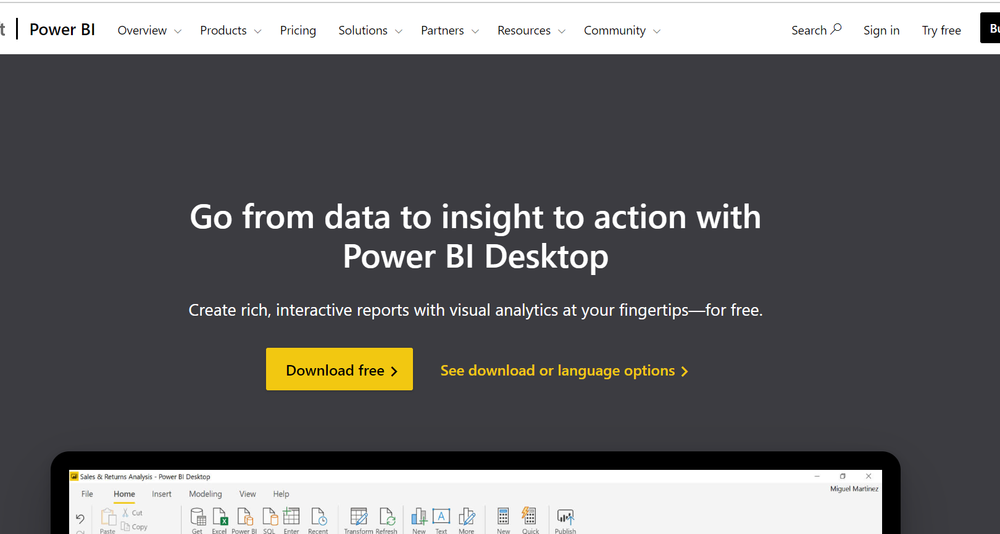 Power BI Overview Products Pricing Solutions Partners Resources Community Search Sign in Try free
Go from data to insight to action with
Power BI Desktop
Create rich, interactive reports with visual analytics at your fingertips—for free.
Download free See download or language options
Sales & Returns Analysis - Power BI Desktop
Miguel Martinez
File Home Insert Modeling View Help
Cut
Copy
Paste Get Excel Power BI SQL Enter Recent Transform Refresh New Text More New Quick Publish